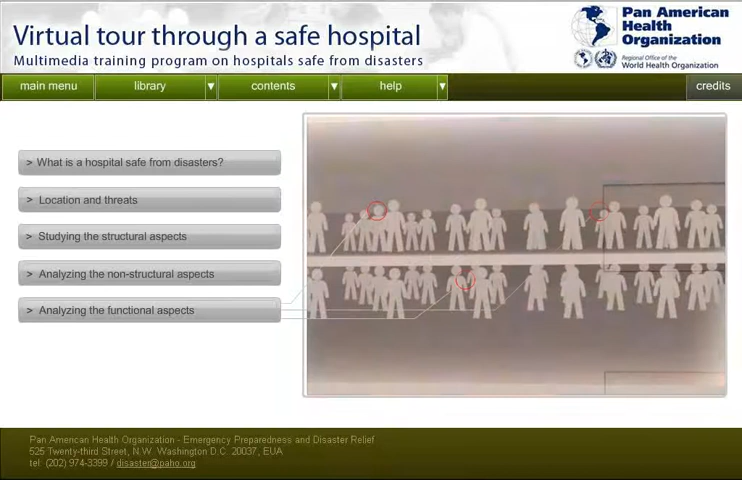 Virtual tour through a safe hospital
Multimedia training program on hospitals safe from disasters
Pan American
Health
Organization
Regional Office of the
World Health Organization
main menu
library
contents
help
credits
> What is a hospital safe from disasters?
> Location and threats
> Studying the structural aspects
> Analyzing the non-structural aspects
> Analyzing the functional aspects
Pan American Health Organization - Emergency Preparedness and Disaster Relief
525 Twenty-third Street, N.W. Washington D.C. 20037, EUA
tel: (202) 974-3399 / disaster@paho.org